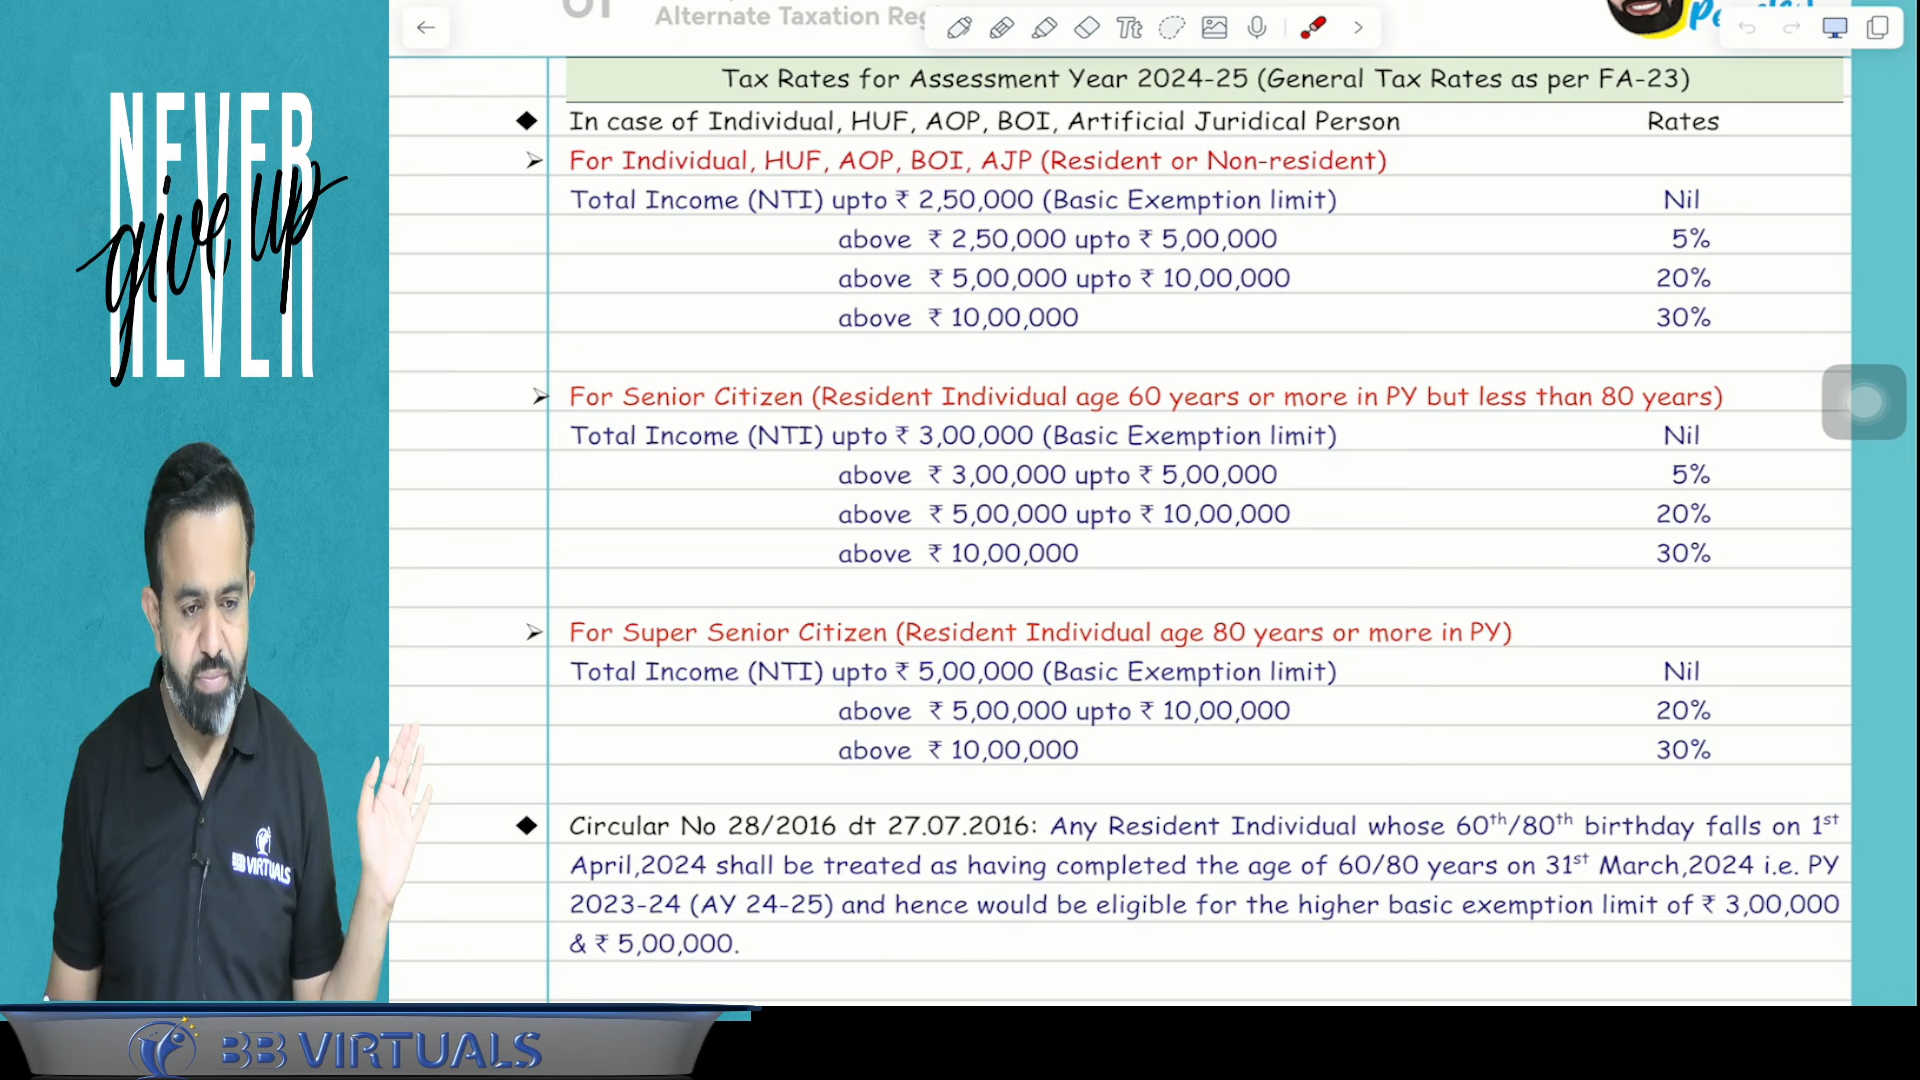 Alternate Taxation Reg
NEVER
give up
NEVER
Tax Rates for Assessment Year 2024-25 (General Tax Rates as per FA-23)
◆ In case of Individual, HUF, AOP, BOI, Artificial Juridical Person Rates
➢ For Individual, HUF, AOP, BOI, AJP (Resident or Non-resident)
Total Income (NTI) upto ₹ 2,50,000 (Basic Exemption limit) Nil
above ₹ 2,50,000 upto ₹ 5,00,000 5%
above ₹ 5,00,000 upto ₹ 10,00,000 20%
above ₹ 10,00,000 30%
➢ For Senior Citizen (Resident Individual age 60 years or more in PY but less than 80 years)
Total Income (NTI) upto ₹ 3,00,000 (Basic Exemption limit) Nil
above ₹ 3,00,000 upto ₹ 5,00,000 5%
above ₹ 5,00,000 upto ₹ 10,00,000 20%
above ₹ 10,00,000 30%
➢ For Super Senior Citizen (Resident Individual age 80 years or more in PY)
Total Income (NTI) upto ₹ 5,00,000 (Basic Exemption limit) Nil
above ₹ 5,00,000 upto ₹ 10,00,000 20%
above ₹ 10,00,000 30%
◆ Circular No 28/2016 dt 27.07.2016: Any Resident Individual whose 60th/80th birthday falls on 1st
April,2024 shall be treated as having completed the age of 60/80 years on 31st March,2024 i.e. PY
2023-24 (AY 24-25) and hence would be eligible for the higher basic exemption limit of ₹ 3,00,000
& ₹ 5,00,000.
BB VIRTUALS
BB VIRTUALS